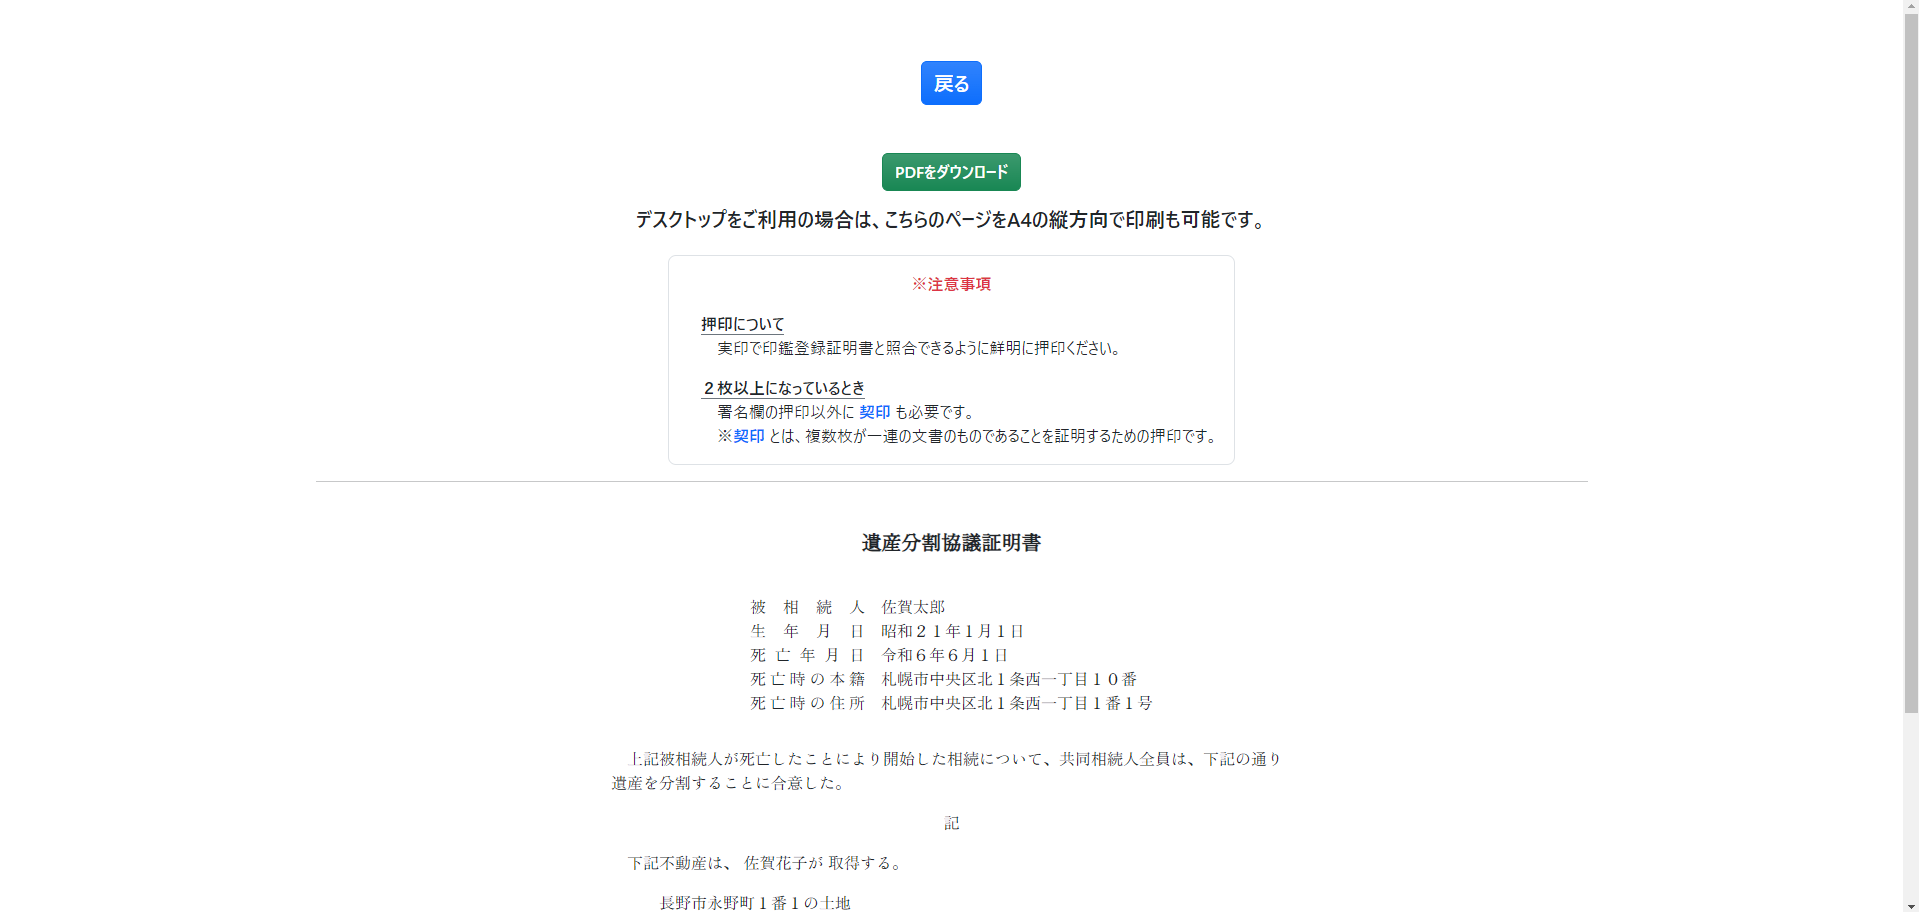 戻る
PDFをダウンロード
デスクトップをご利用の場合は、こちらのページをA4の縦方向で印刷も可能です。
※注意事項
押印について
実印で印鑑登録証明書と照合できるように鮮明に押印ください。
２枚以上になっているとき
署名欄の押印以外に 契印 も必要です。
※契印 とは、複数枚が一連の文書のものであることを証明するための押印です。
遺産分割協議証明書
被相続人　佐賀太郎
生年月日　昭和２１年１月１日
死亡年月日　令和６年６月１日
死亡時の本籍　札幌市中央区北１条西一丁目１０番
死亡時の住所　札幌市中央区北１条西一丁目１番１号
上記被相続人が死亡したことにより開始した相続について、共同相続人全員は、下記の通り
遺産を分割することに合意した。
記
下記不動産は、 佐賀花子が 取得する。
長野市永野町１番１の土地